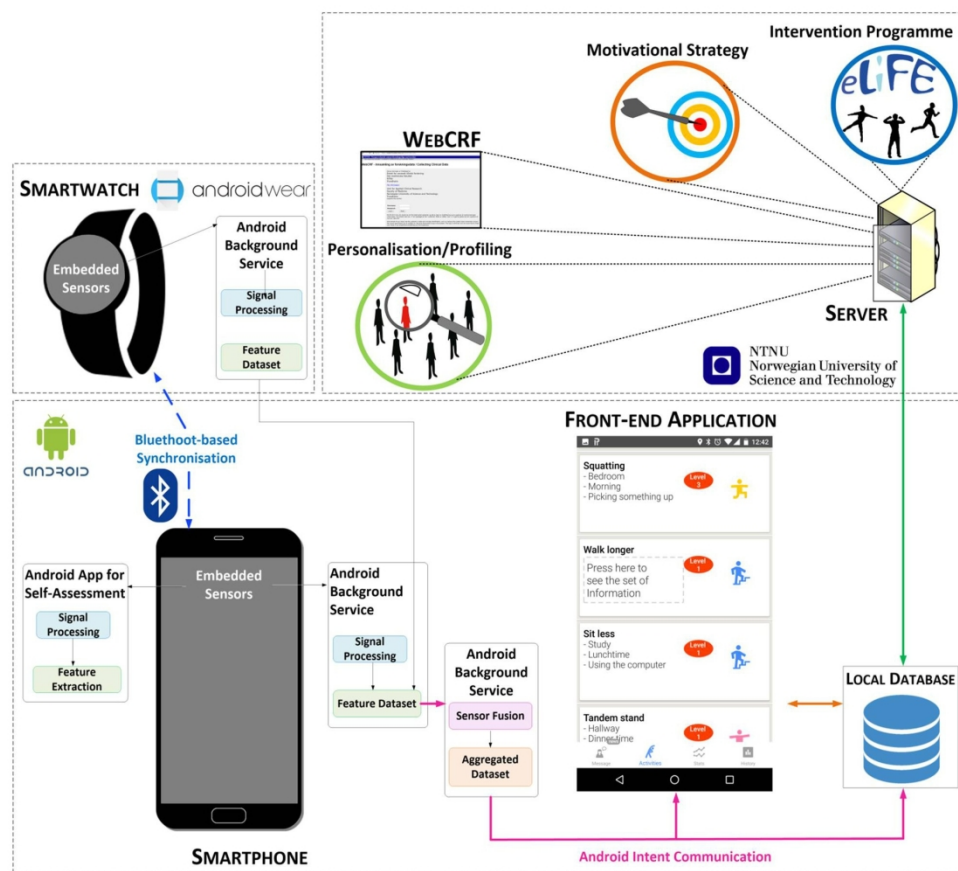 Intervention Programme
eLiFE
Motivational Strategy
WEBCRF
Personalisation/Profiling
SERVER
NTNU
Norwegian University of
Science and Technology
SMARTWATCH
androidwear
Embedded
Sensors
Android
Background
Service
Signal
Processing
Feature
Dataset
ANDROID
Bluethoot-based
Synchronisation
Embedded
Sensors
Android App for
Self-Assessment
Signal
Processing
Feature
Extraction
Android
Background
Service
Signal
Processing
Feature Dataset
Android
Background
Service
Sensor Fusion
Aggregated
Dataset
SMARTPHONE
FRONT-END APPLICATION
12:42
Squatting
- Bedroom
- Morning
- Picking something up
Level
3
Walk longer
Press here to
see the set of
Information
Level
1
Sit less
- Study
- Lunchtime
- Using the computer
Level
1
Tandem stand
- Hallway
- Dinner time
Level
1
Message
Activities
Stats
LOCAL DATABASE
Android Intent Communication